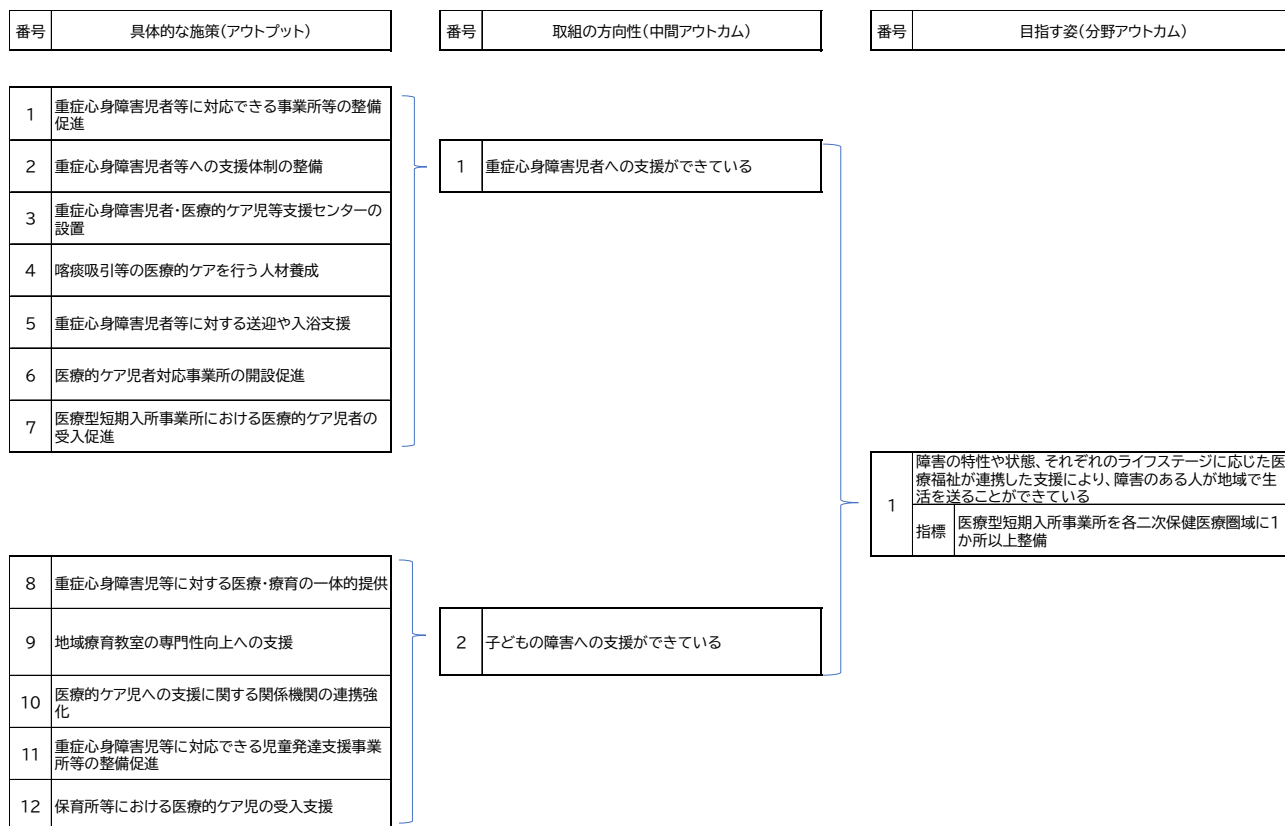 番号 具体的な施策(アウトプット) 番号 取組の方向性(中間アウトカム) 番号 目指す姿(分野アウトカム)
1 重症心身障害児者等に対応できる事業所等の整備
促進
2 重症心身障害児者等への支援体制の整備
3 重症心身障害児者・医療的ケア児等支援センターの
設置
4 喀痰吸引等の医療的ケアを行う人材養成
5 重症心身障害児者等に対する送迎や入浴支援
6 医療的ケア児者対応事業所の開設促進
7 医療型短期入所事業所における医療的ケア児者の
受入促進
1 重症心身障害児者への支援ができている
8 重症心身障害児等に対する医療・療育の一体的提供
9 地域療育教室の専門性向上への支援
10 医療的ケア児への支援に関する関係機関の連携強
化
11 重症心身障害児等に対応できる児童発達支援事業
所等の整備促進
12 保育所等における医療的ケア児の受入支援
2 子どもの障害への支援ができている
1 障害の特性や状態、それぞれのライフステージに応じた医
療福祉が連携した支援により、障害のある人が地域で生
活を送ることができている
指標 医療型短期入所事業所を各二次保健医療圏域に1
か所以上整備